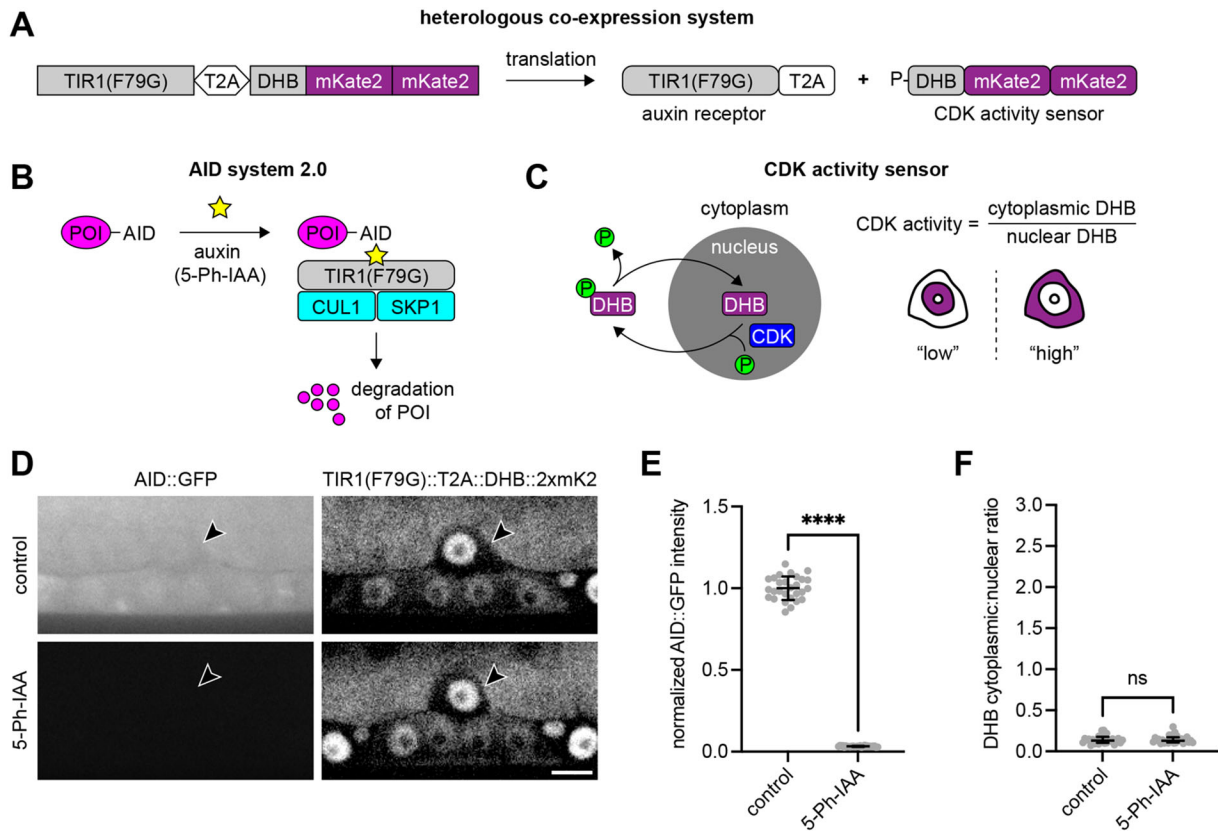 heterologous co-expression system
A
TIR1(F79G) T2A DHB mKate2 mKate2
translation
TIR1(F79G) T2A + P- DHB mKate2 mKate2
auxin receptor
CDK activity sensor
B
AID system 2.0
POI AID
auxin
(5-Ph-IAA)
POI AID
TIR1(F79G)
CUL1 SKP1
degradation
of POI
C
CDK activity sensor
cytoplasm
nucleus
P
P
DHB
DHB
CDK
P
CDK activity = cytoplasmic DHB
nuclear DHB
"low"
"high"
D
AID::GFP
TIR1(F79G)::T2A::DHB::2xmK2
control
5-Ph-IAA
E
normalized AID::GFP intensity
1.5
1.0
0.5
0.0
****
control
5-Ph-IAA
F
DHB cytoplasmic:nuclear ratio
3.0
2.5
2.0
1.5
1.0
0.5
0.0
ns
control
5-Ph-IAA